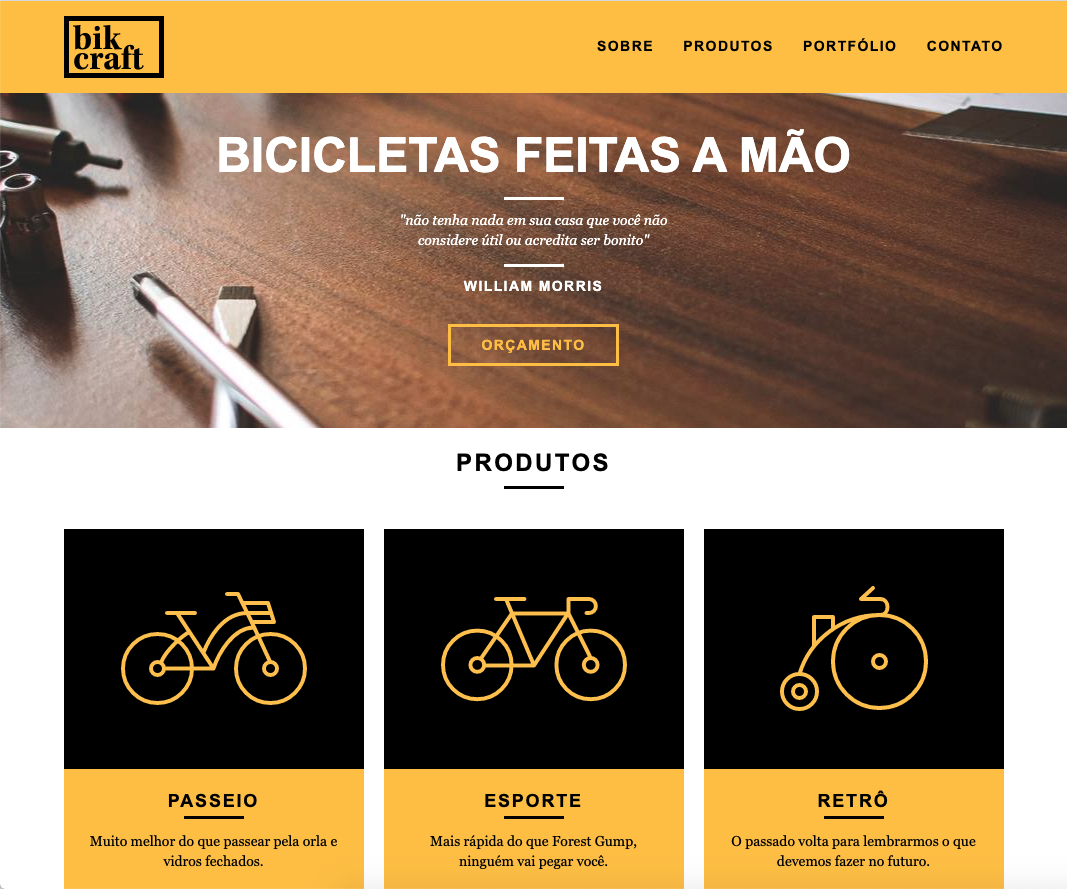 bik
craft
SOBRE PRODUTOS PORTFÓLIO CONTATO
BICICLETAS FEITAS A MÃO
"não tenha nada em sua casa que você não
considere útil ou acredita ser bonito"
WILLIAM MORRIS
ORÇAMENTO
PRODUTOS
PASSEIO
Muito melhor do que passear pela orla e
vidros fechados.
ESPORTE
Mais rápida do que Forest Gump,
ninguém vai pegar você.
RETRÔ
O passado volta para lembrarmos o que
devemos fazer no futuro.